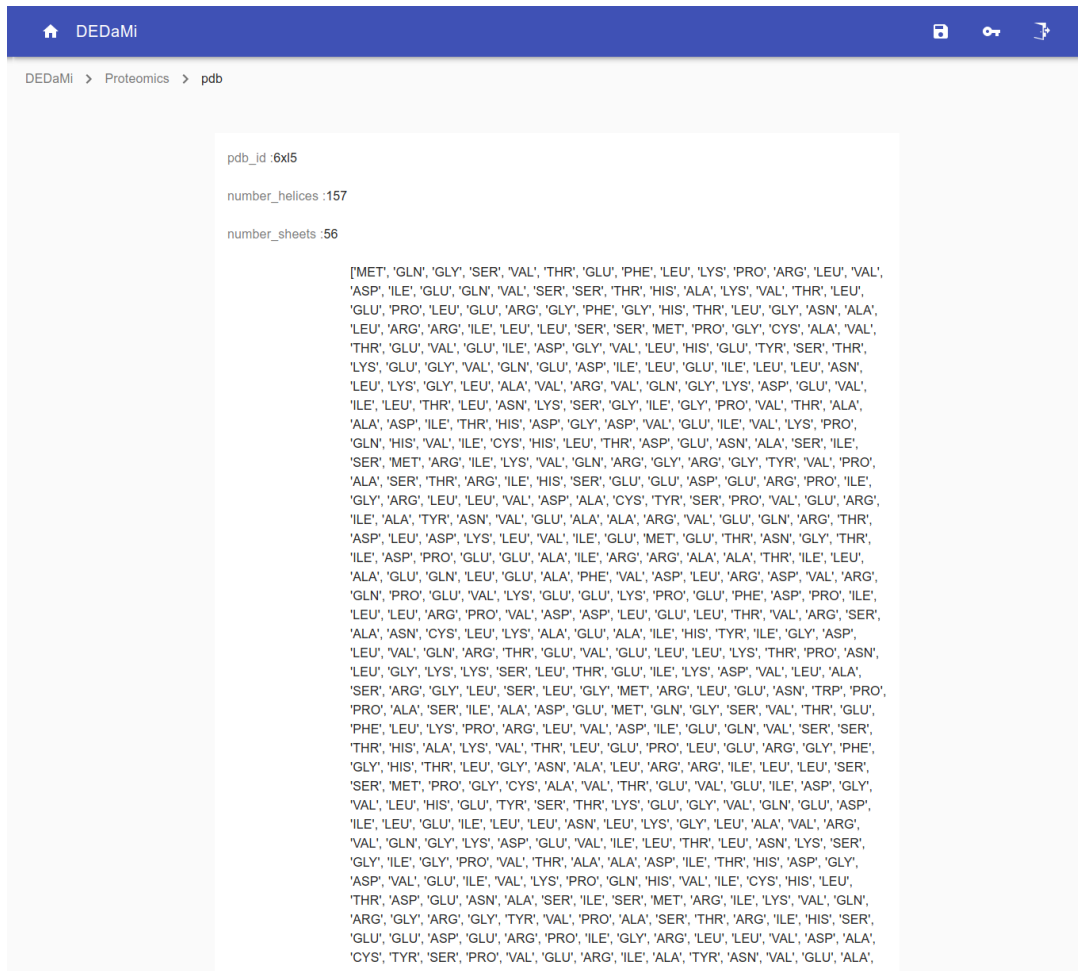 DEDaMi
DEDaMi > Proteomics > pdb
pdb_id :6xl5
number_helices :157
number_sheets :56
['MET', 'GLN', 'GLY', 'SER', 'VAL', 'THR', 'GLU', 'PHE', 'LEU', 'LYS', 'PRO', 'ARG', 'LEU', 'VAL',
'ASP', 'ILE', 'GLU', 'GLN', 'VAL', 'SER', 'SER', 'THR', 'HIS', 'ALA', 'LYS', 'VAL', 'THR', 'LEU',
'GLU', 'PRO', 'LEU', 'GLU', 'ARG', 'GLY', 'PHE', 'GLY', 'HIS', 'THR', 'LEU', 'GLY', 'ASN', 'ALA',
'LEU', 'ARG', 'ARG', 'ILE', 'LEU', 'LEU', 'SER', 'SER', 'MET', 'PRO', 'GLY', 'CYS', 'ALA', 'VAL',
'THR', 'GLU', 'VAL', 'GLU', 'ILE', 'ASP', 'GLY', 'VAL', 'LEU', 'HIS', 'GLU', 'TYR', 'SER', 'THR',
'LYS', 'GLU', 'GLY', 'VAL', 'GLN', 'GLU', 'ASP', 'ILE', 'LEU', 'GLU', 'ILE', 'LEU', 'LEU', 'ASN',
'LEU', 'LYS', 'GLY', 'LEU', 'ALA', 'VAL', 'ARG', 'VAL', 'GLN', 'GLY', 'LYS', 'ASP', 'GLU', 'VAL',
'ILE', 'LEU', 'THR', 'LEU', 'ASN', 'LYS', 'SER', 'GLY', 'ILE', 'GLY', 'PRO', 'VAL', 'THR', 'ALA',
'ALA', 'ASP', 'ILE', 'THR', 'HIS', 'ASP', 'GLY', 'ASP', 'VAL', 'GLU', 'ILE', 'VAL', 'LYS', 'PRO',
'GLN', 'HIS', 'VAL', 'ILE', 'CYS', 'HIS', 'LEU', 'THR', 'ASP', 'GLU', 'ASN', 'ALA', 'SER', 'ILE',
'SER', 'MET', 'ARG', 'ILE', 'LYS', 'VAL', 'GLN', 'ARG', 'GLY', 'ARG', 'GLY', 'TYR', 'VAL', 'PRO',
'ALA', 'SER', 'THR', 'ARG', 'ILE', 'HIS', 'SER', 'GLU', 'GLU', 'ASP', 'GLU', 'ARG', 'PRO', 'ILE',
'GLY', 'ARG', 'LEU', 'LEU', 'VAL', 'ASP', 'ALA', 'CYS', 'TYR', 'SER', 'PRO', 'VAL', 'GLU', 'ARG',
'ILE', 'ALA', 'TYR', 'ASN', 'VAL', 'GLU', 'ALA', 'ALA', 'ARG', 'VAL', 'GLU', 'GLN', 'ARG', 'THR',
'ASP', 'LEU', 'ASP', 'LYS', 'LEU', 'VAL', 'ILE', 'GLU', 'MET', 'GLU', 'THR', 'ASN', 'GLY', 'THR',
'ILE', 'ASP', 'PRO', 'GLU', 'GLU', 'ALA', 'ILE', 'ARG', 'ARG', 'ALA', 'ALA', 'THR', 'ILE', 'LEU',
'ALA', 'GLU', 'GLN', 'LEU', 'GLU', 'ALA', 'PHE', 'VAL', 'ASP', 'LEU', 'ARG', 'ASP', 'VAL', 'ARG',
'GLN', 'PRO', 'GLU', 'VAL', 'LYS', 'GLU', 'GLU', 'LYS', 'PRO', 'GLU', 'PHE', 'ASP', 'PRO', 'ILE',
'LEU', 'LEU', 'ARG', 'PRO', 'VAL', 'ASP', 'ASP', 'LEU', 'GLU', 'LEU', 'THR', 'VAL', 'ARG', 'SER',
'ALA', 'ASN', 'CYS', 'LEU', 'LYS', 'ALA', 'GLU', 'ALA', 'ILE', 'HIS', 'TYR', 'ILE', 'GLY', 'ASP',
'LEU', 'VAL', 'GLN', 'ARG', 'THR', 'GLU', 'VAL', 'GLU', 'LEU', 'LEU', 'LYS', 'THR', 'PRO', 'ASN',
'LEU', 'GLY', 'LYS', 'LYS', 'SER', 'LEU', 'THR', 'GLU', 'ILE', 'LYS', 'ASP', 'VAL', 'LEU', 'ALA',
'SER', 'ARG', 'GLY', 'LEU', 'SER', 'LEU', 'GLY', 'MET', 'ARG', 'LEU', 'GLU', 'ASN', 'TRP', 'PRO',
'PRO', 'ALA', 'SER', 'ILE', 'ALA', 'ASP', 'GLU', 'MET', 'GLN', 'GLY', 'SER', 'VAL', 'THR', 'GLU',
'PHE', 'LEU', 'LYS', 'PRO', 'ARG', 'LEU', 'VAL', 'ASP', 'ILE', 'GLU', 'GLN', 'VAL', 'SER', 'SER',
'THR', 'HIS', 'ALA', 'LYS', 'VAL', 'THR', 'LEU', 'GLU', 'PRO', 'LEU', 'GLU', 'ARG', 'GLY', 'PHE',
'GLY', 'HIS', 'THR', 'LEU', 'GLY', 'ASN', 'ALA', 'LEU', 'ARG', 'ARG', 'ILE', 'LEU', 'LEU', 'SER',
'SER', 'MET', 'PRO', 'GLY', 'CYS', 'ALA', 'VAL', 'THR', 'GLU', 'VAL', 'GLU', 'ILE', 'ASP', 'GLY',
'VAL', 'LEU', 'HIS', 'GLU', 'TYR', 'SER', 'THR', 'LYS', 'GLU', 'GLY', 'VAL', 'GLN', 'GLU', 'ASP',
'ILE', 'LEU', 'GLU', 'ILE', 'LEU', 'LEU', 'ASN', 'LEU', 'LYS', 'GLY', 'LEU', 'ALA', 'VAL', 'ARG',
'VAL', 'GLN', 'GLY', 'LYS', 'ASP', 'GLU', 'VAL', 'ILE', 'LEU', 'THR', 'LEU', 'ASN', 'LYS', 'SER',
'GLY', 'ILE', 'GLY', 'PRO', 'VAL', 'THR', 'ALA', 'ALA', 'ASP', 'ILE', 'THR', 'HIS', 'ASP', 'GLY',
'ASP', 'VAL', 'GLU', 'ILE', 'VAL', 'LYS', 'PRO', 'GLN', 'HIS', 'VAL', 'ILE', 'CYS', 'HIS', 'LEU',
'THR', 'ASP', 'GLU', 'ASN', 'ALA', 'SER', 'ILE', 'SER', 'MET', 'ARG', 'ILE', 'LYS', 'VAL', 'GLN',
'ARG', 'GLY', 'ARG', 'GLY', 'TYR', 'VAL', 'PRO', 'ALA', 'SER', 'THR', 'ARG', 'ILE', 'HIS', 'SER',
'GLU', 'GLU', 'ASP', 'GLU', 'ARG', 'PRO', 'ILE', 'GLY', 'ARG', 'LEU', 'LEU', 'VAL', 'ASP', 'ALA',
'CYS', 'TYR', 'SER', 'PRO', 'VAL', 'GLU', 'ARG', 'ILE', 'ALA', 'TYR', 'ASN', 'VAL', 'GLU', 'ALA',